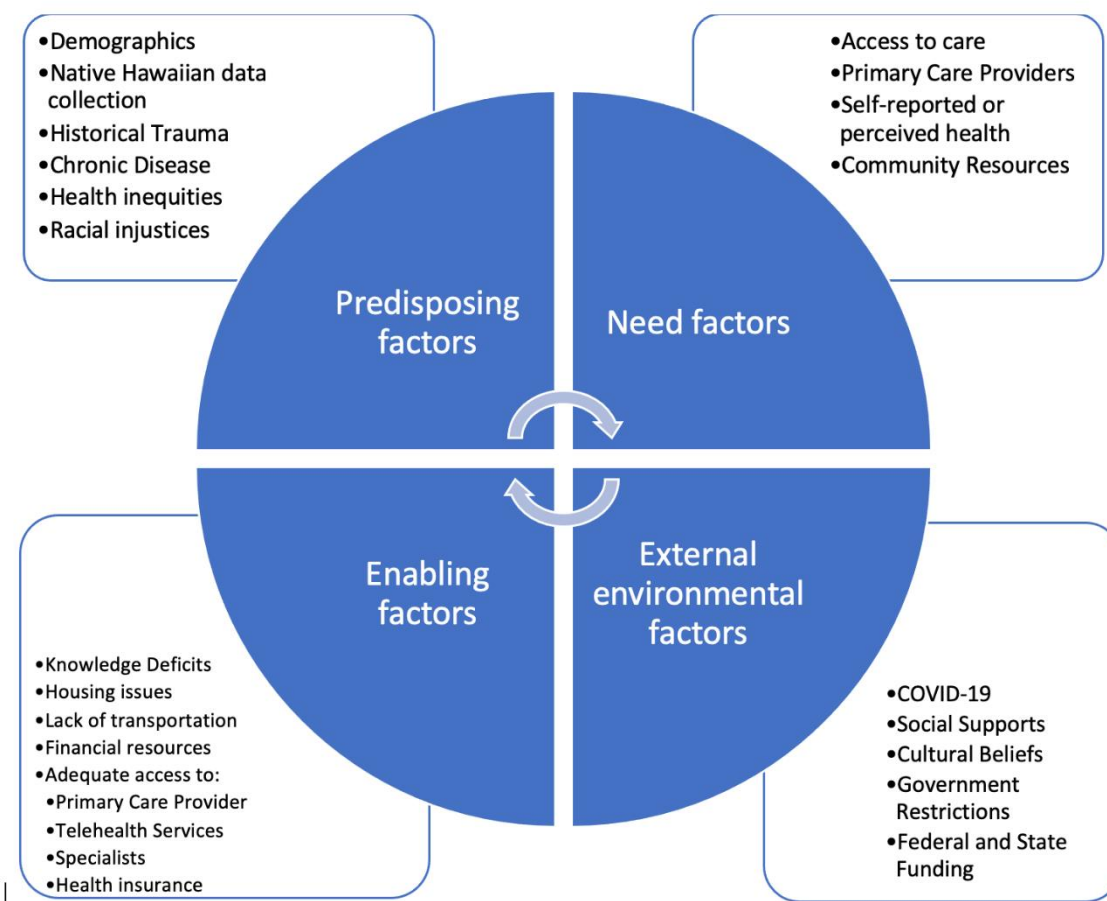 •Demographics
•Native Hawaiian data
collection
•Historical Trauma
•Chronic Disease
•Health inequities
•Racial injustices
•Access to care
•Primary Care Providers
•Self-reported or
perceived health
•Community Resources
Predisposing
factors
Need factors
Enabling
factors
External
environmental
factors
•Knowledge Deficits
•Housing issues
•Lack of transportation
•Financial resources
•Adequate access to:
•Primary Care Provider
•Telehealth Services
•Specialists
•Health insurance
•COVID-19
•Social Supports
•Cultural Beliefs
•Government
Restrictions
•Federal and State
Funding